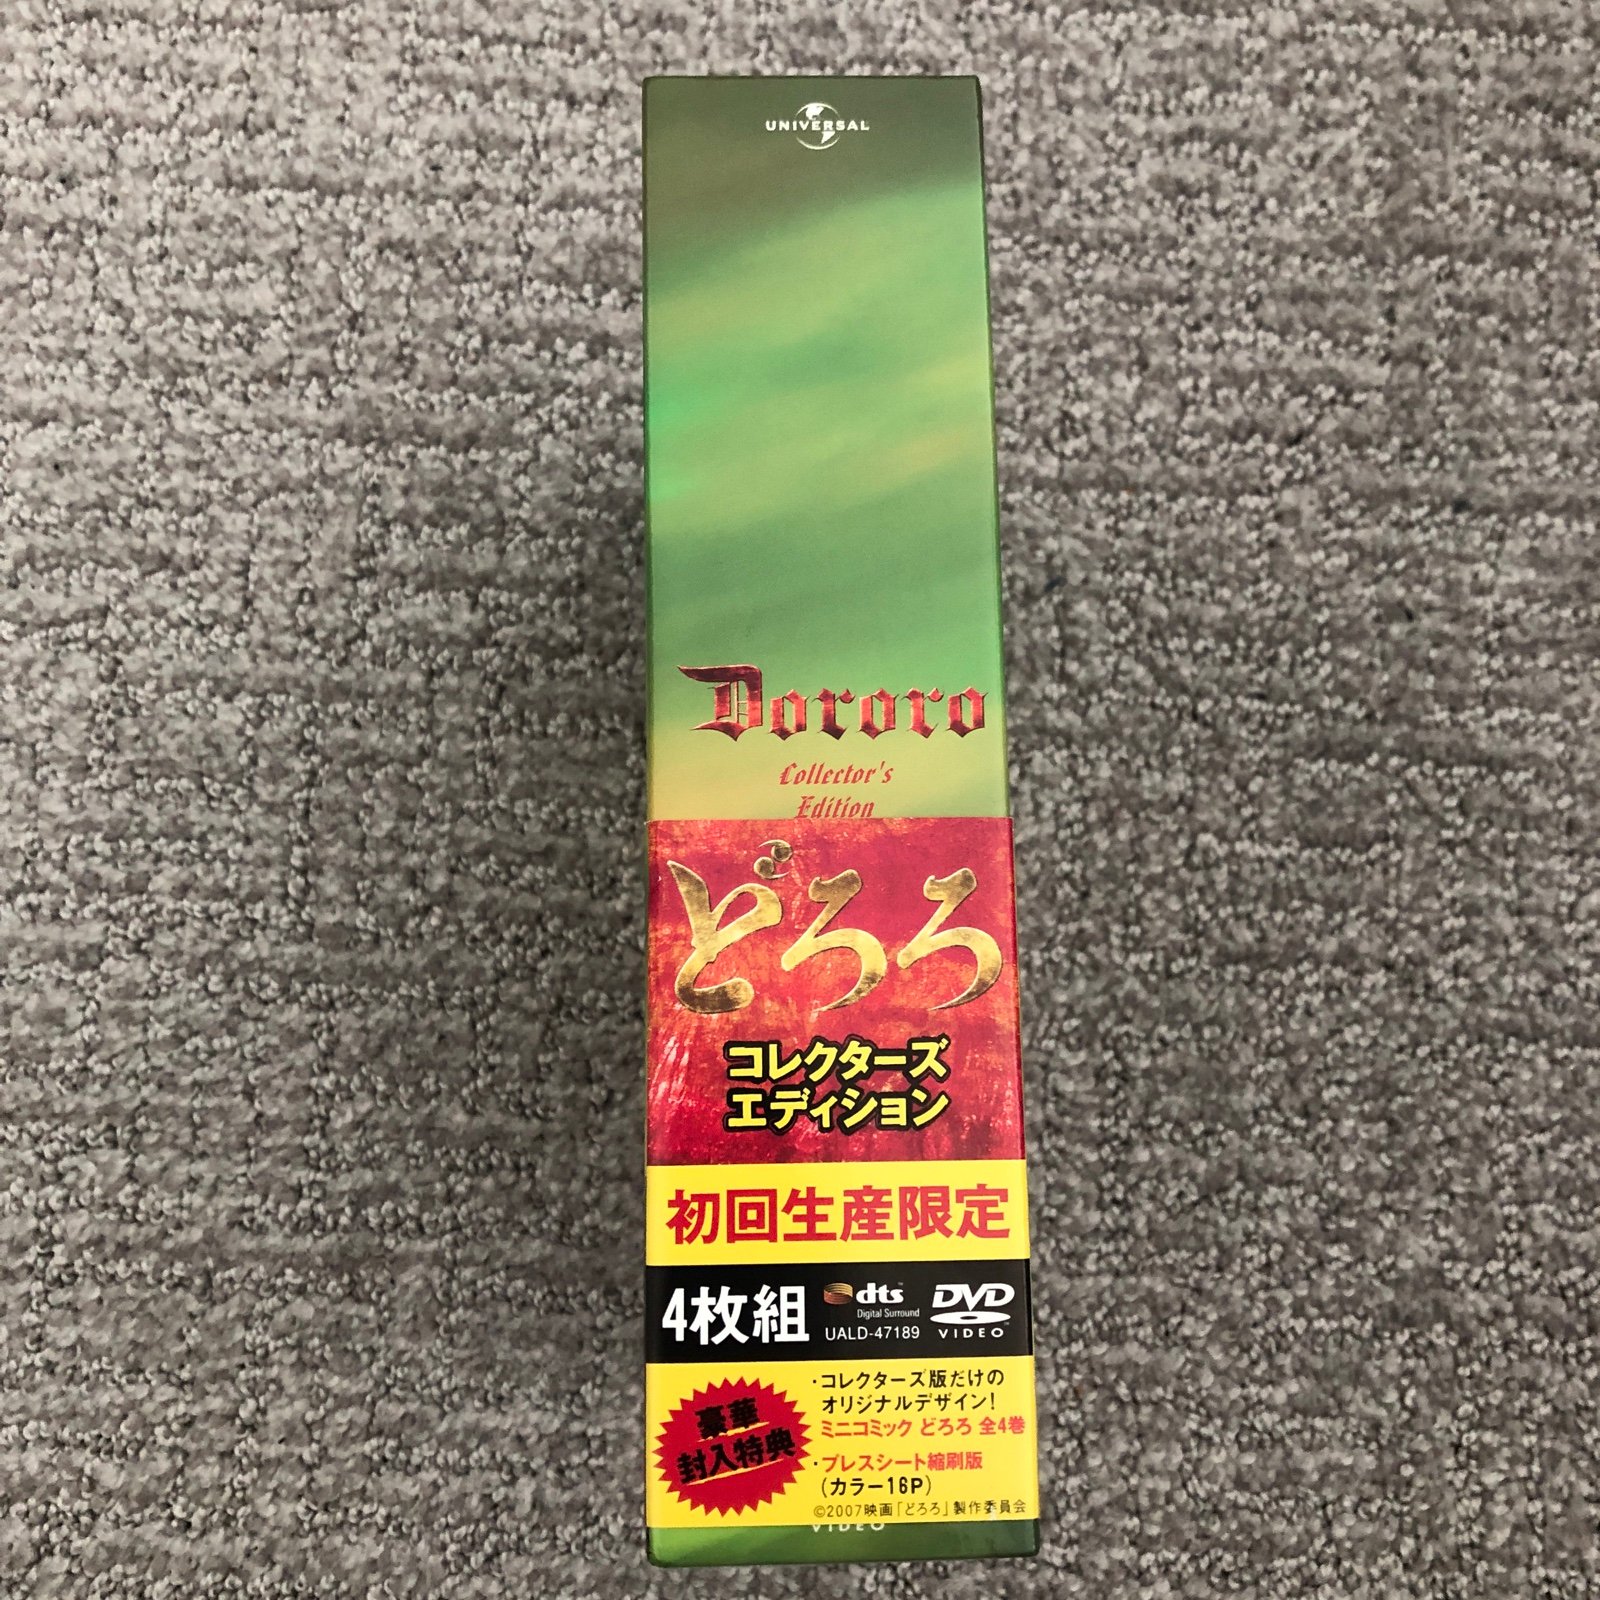 UNIVERSAL
Dororo
Collector's
Edition
どろろ
コレクターズ
エディション
初回生産限定
4枚組
dts
Digital Surround
UALD-47189
DVD
VIDEO
豪華
封入特典
・コレクターズ版だけの
オリジナルデザイン!
ミニコミック どろろ 全4巻
・プレスシート縮刷版
(カラー16P)
©2007映画「どろろ」製作委員会
VIDEO